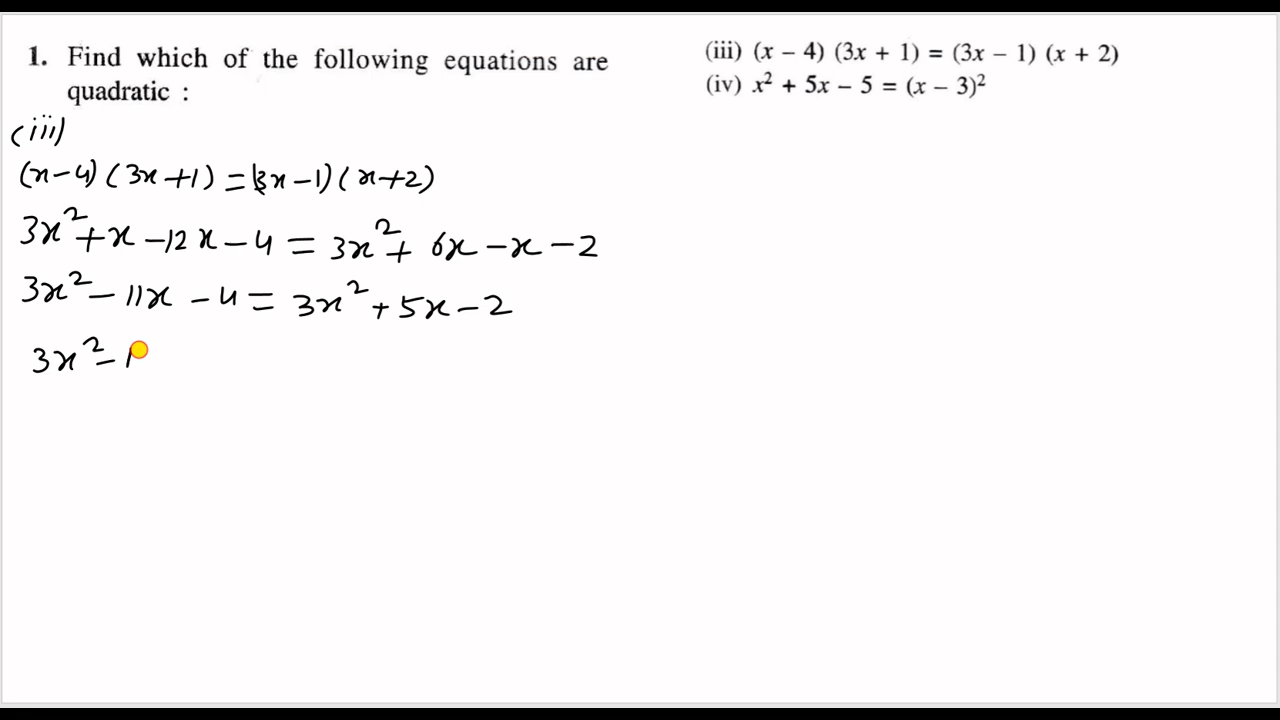 1. Find which of the following equations are
quadratic :
(iii) (x – 4) (3x + 1) = (3x – 1) (x + 2)
(iv) x² + 5x – 5 = (x – 3)²
(iii)
(x-4)(3x+1) = (3x-1)(x+2)
3x²+x-12x-4 = 3x²+6x-x-2
3x²-11x-4 = 3x²+5x-2
3x²-1